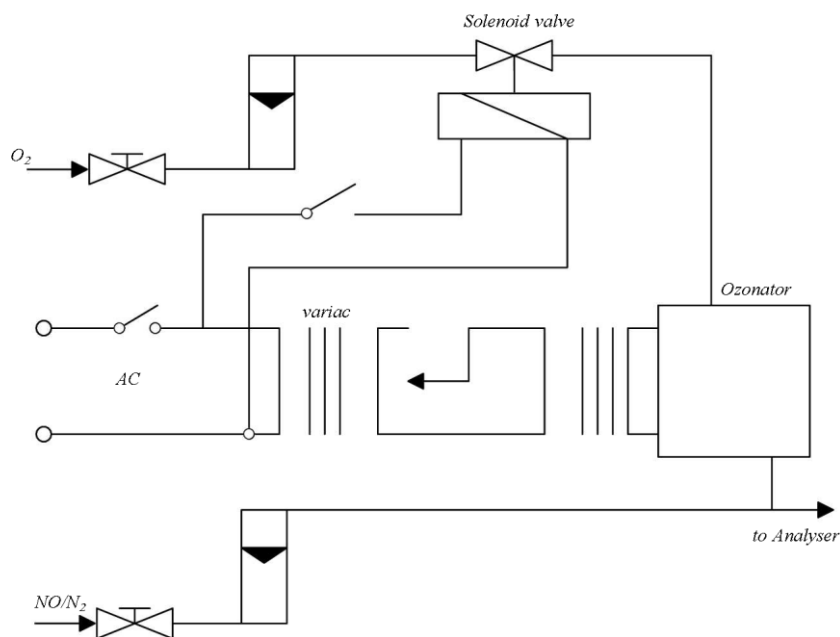 Solenoid valve
O₂
Ozonator
variac
AC
to Analyser
NO/N₂